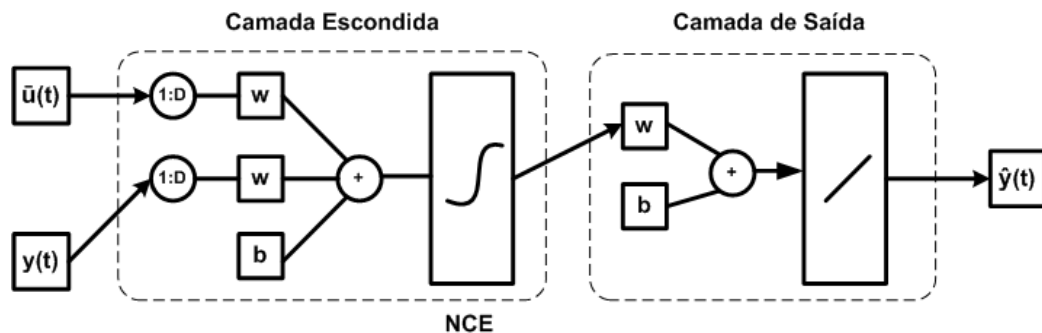 Camada Escondida
Camada de Saída
ū(t)
1:D
w
w
1:D
w
+
+
ŷ(t)
y(t)
b
b
NCE